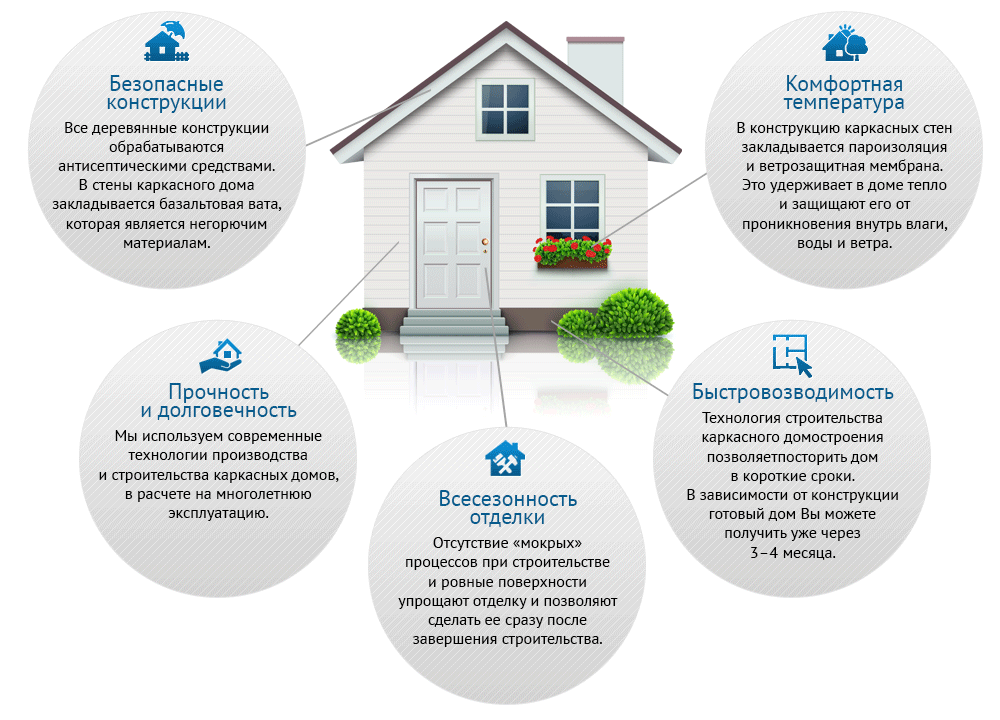 Безопасные
конструкции
Все деревянные конструкции
обрабатываются
антисептическими средствами.
В стены каркасного дома
закладывается базальтовая вата,
которая является негорючим
материалам.
Комфортная
температура
В конструкцию каркасных стен
закладывается пароизоляция
и ветрозащитная мембрана.
Это удерживает в доме тепло
и защищают его от
проникновения внутрь влаги,
воды и ветра.
Прочность
и долговечность
Мы используем современные
технологии производства
и строительства каркасных домов,
в расчете на многолетнюю
эксплуатацию.
Всесезонность
отделки
Отсутствие «мокрых»
процессов при строительстве
и ровные поверхности
упрощают отделку и позволяют
сделать ее сразу после
завершения строительства.
Быстровозводимость
Технология строительства
каркасного домостроения
позволяетпосторить дом
в короткие сроки.
В зависимости от конструкции
готовый дом Вы можете
получить уже через
3–4 месяца.